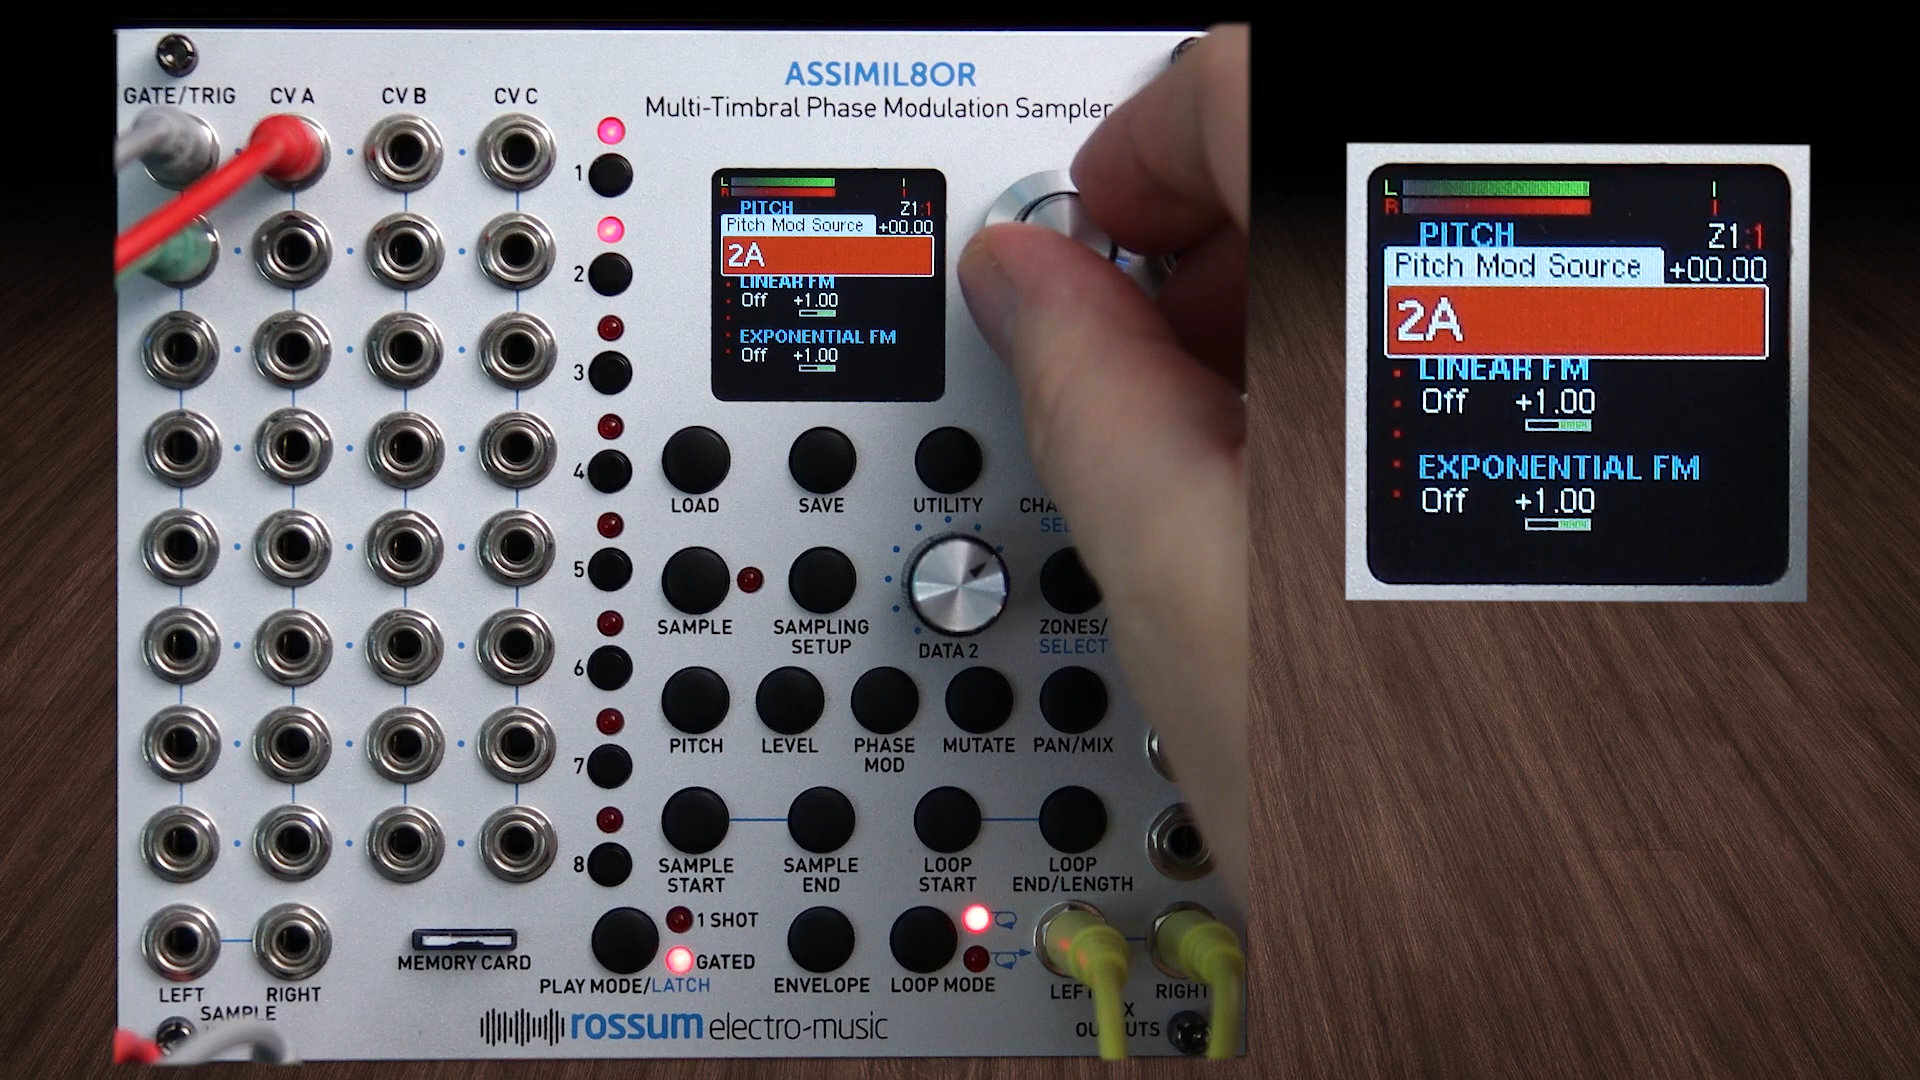 ASSIMIL8OR
Multi-Timbral Phase Modulation Sampler
GATE/TRIG CV A CV B CV C
1
2
3
4
5
6
7
8
L
R
PITCH Z1:1
Pitch Mod Source +00.00
2A
LINEAR FM
Off +1.00
EXPONENTIAL FM
Off +1.00
LOAD SAVE UTILITY
SAMPLE SAMPLING SETUP DATA 2 ZONES/
SELECT
PITCH LEVEL PHASE MOD MUTATE PAN/MIX
SAMPLE START SAMPLE END LOOP START LOOP END/LENGTH
1 SHOT
GATED
PLAY MODE/LATCH ENVELOPE LOOP MODE
MEMORY CARD
LEFT RIGHT
SAMPLE
LEFT RIGHT
rossum electro-music
L
R
PITCH Z1:1
Pitch Mod Source +00.00
2A
LINEAR FM
Off +1.00
EXPONENTIAL FM
Off +1.00